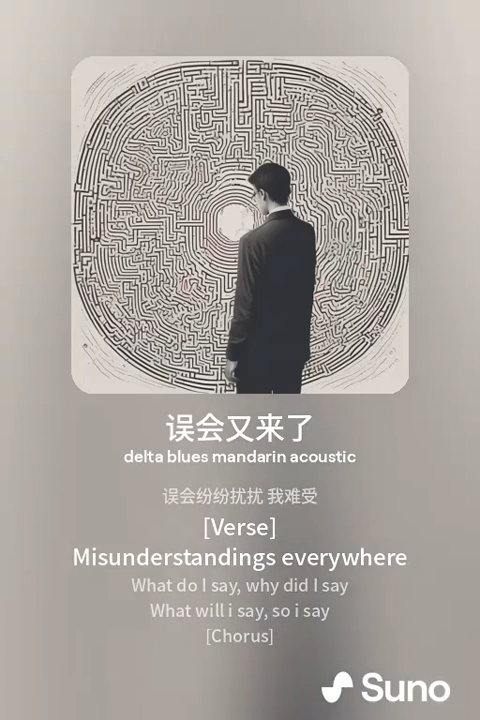 误会又来了
delta blues mandarin acoustic
误会纷纷扰扰 我难受
[Verse]
Misunderstandings everywhere
What do I say, why did I say
What will i say, so i say
[Chorus]
Suno